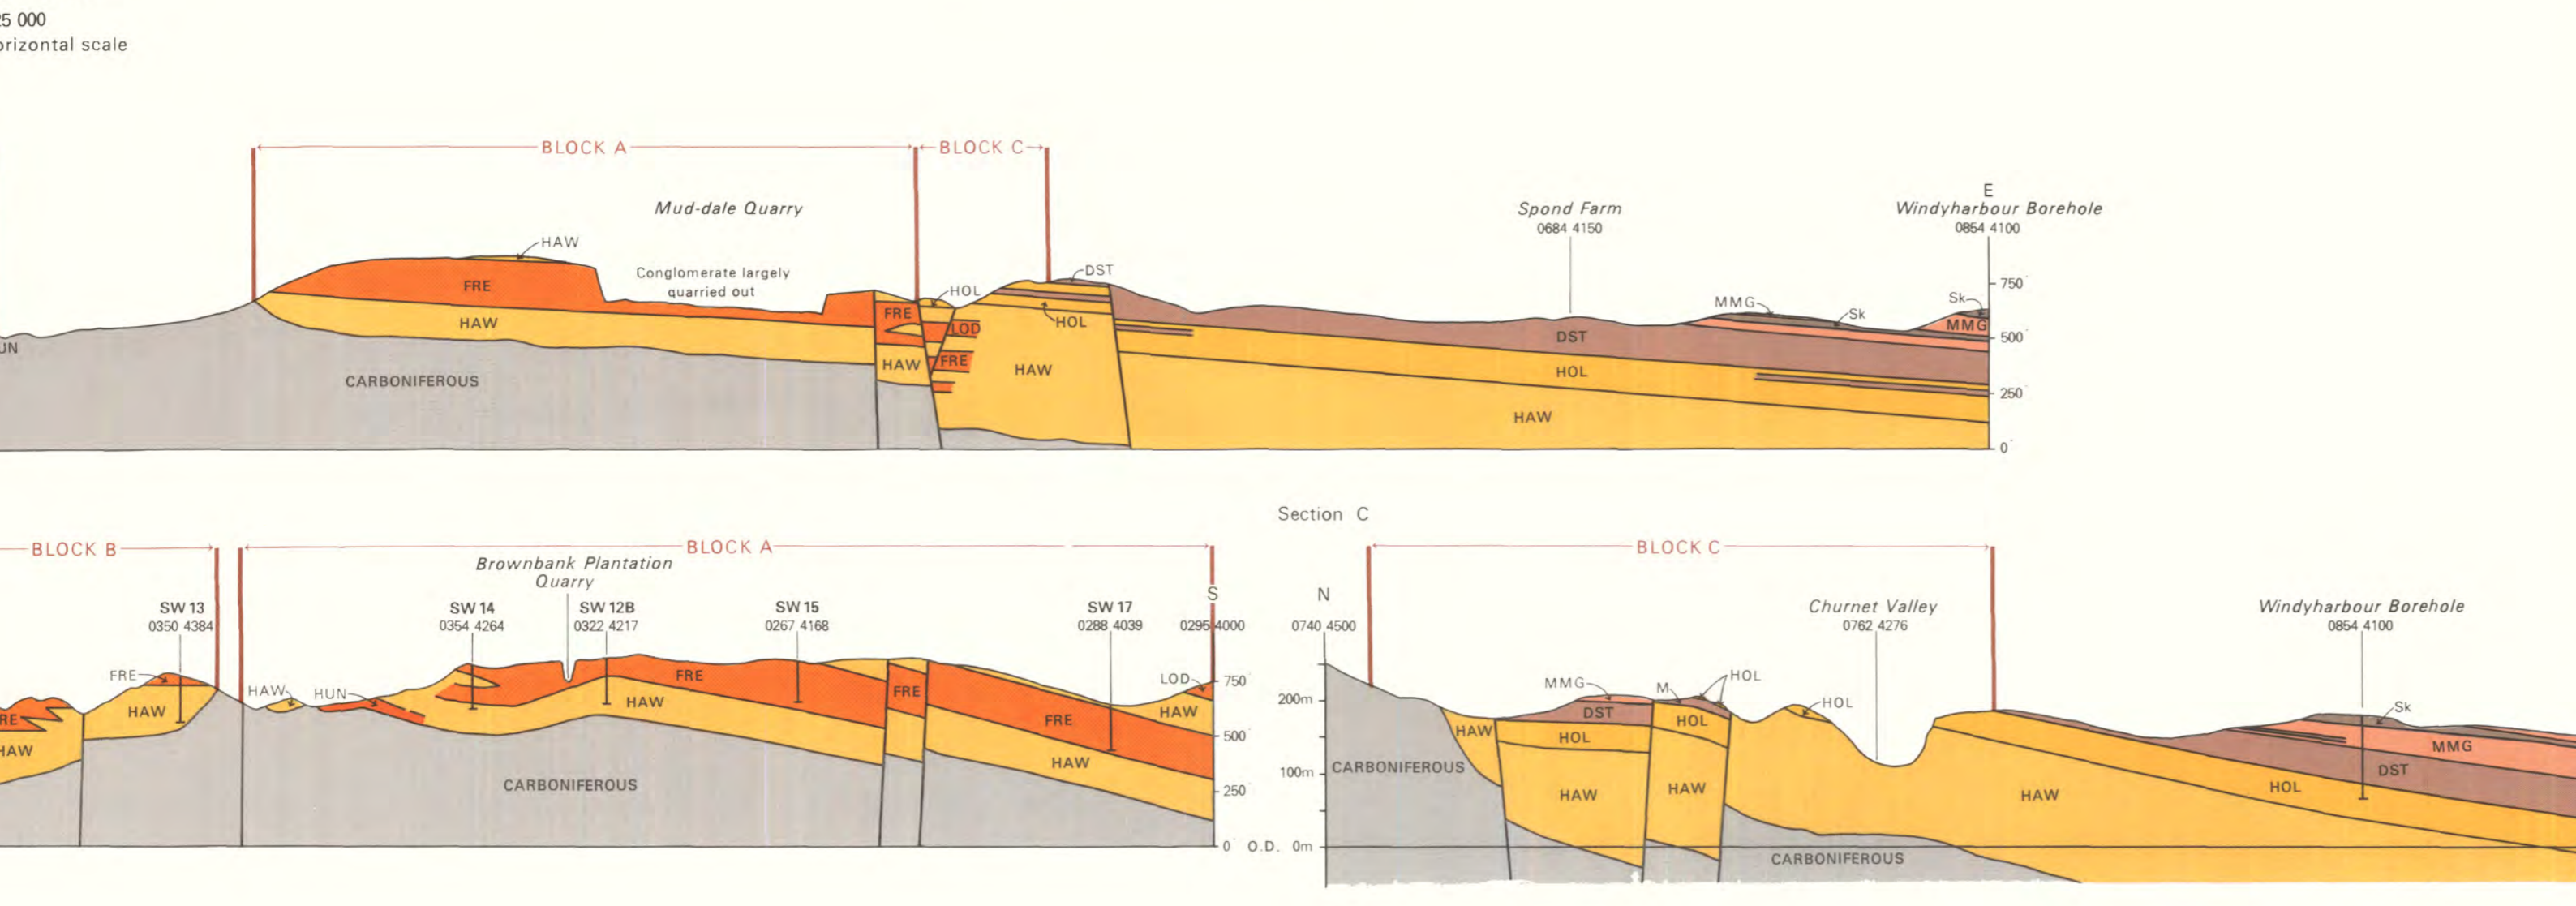 25 000
orizontal scale
BLOCK A
BLOCK C
Mud-dale Quarry
Spond Farm
0684 4150
E
Windyharbour Borehole
0854 4100
HAW
Conglomerate largely
quarried out
FRE
HAW
CARBONIFEROUS
UN
FRE
HAW
HOL
LOD
FRE
HAW
DST
HOL
DST
HOL
HAW
MMG
Sk
Sk
MMG
750
500
250
0
BLOCK B
BLOCK A
Brownbank Plantation
Quarry
SW 13
0350 4384
SW 14
0354 4264
SW 12B
0322 4217
SW 15
0267 4168
SW 17
0288 4039
S
0295 4000
FRE
HAW
RE
HAW
HAW
HUN
FRE
HAW
CARBONIFEROUS
FRE
FRE
HAW
LOD
HAW
750
500
250
0 O.D. 0m
Section C
BLOCK C
N
0740 4500
Churnet Valley
0762 4276
Windyharbour Borehole
0854 4100
200m
100m
CARBONIFEROUS
HAW
MMG
DST
HOL
HAW
M
HOL
HOL
HAW
HOL
CARBONIFEROUS
HAW
HOL
DST
MMG
Sk